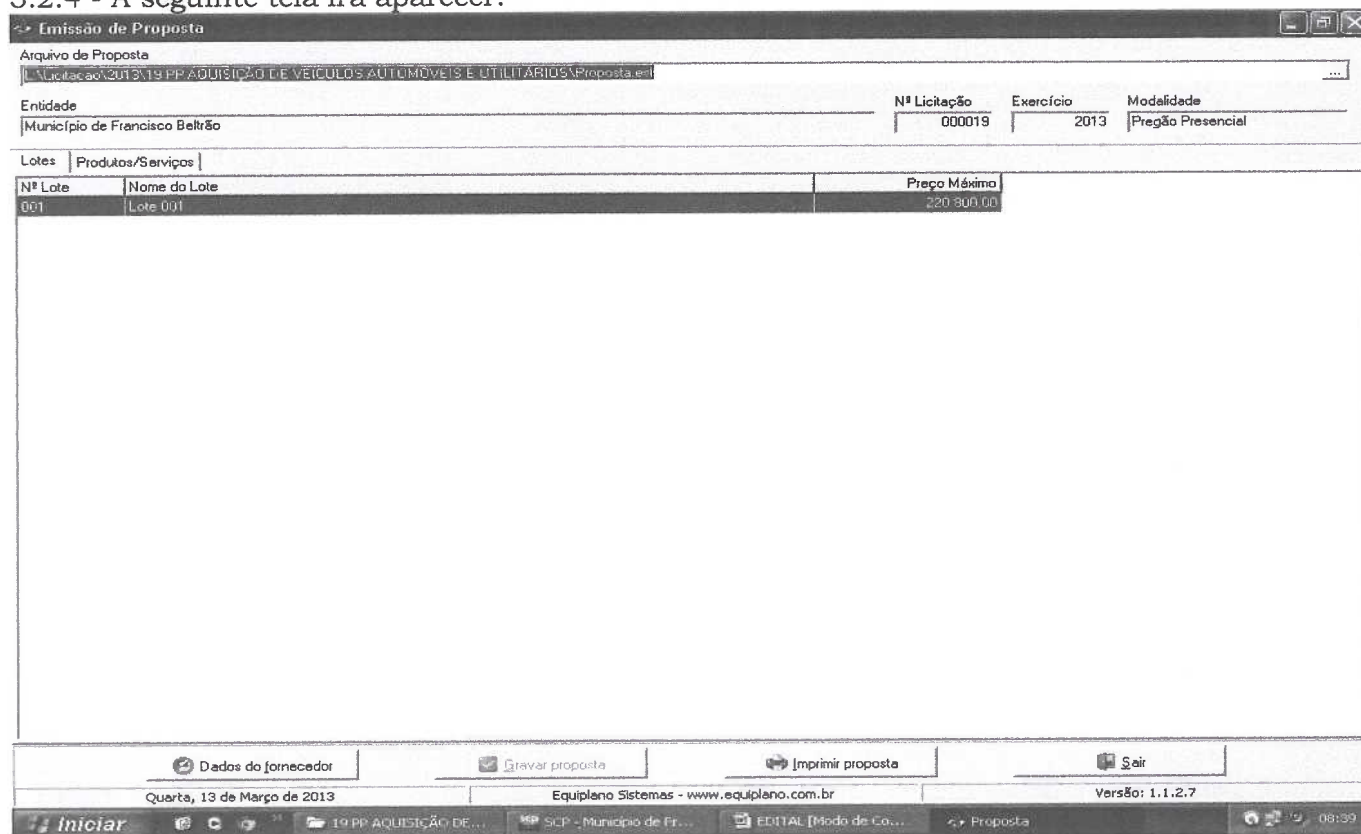 3.2.4 - A seguinte tela irá aparecer:
Emissão de Proposta
Arquivo de Proposta
L:\Licitacao\2013\19 PP AQUISIÇÃO DE VEÍCULOS AUTOMÓVEIS E UTILITÁRIOS\Proposta.esl
...
Entidade Nº Licitação Exercício Modalidade
Município de Francisco Beltrão 000019 2013 Pregão Presencial
Lotes Produtos/Serviços
Nº Lote Nome do Lote Preço Máximo
001 Lote 001 220.800,00
Dados do fornecedor Gravar proposta Imprimir proposta Sair
Quarta, 13 de Março de 2013 Equiplano Sistemas - www.equiplano.com.br Versão: 1.1.2.7
Iniciar 19 PP AQUISIÇÃO DE... SCP - Município de Fr... EDITAL [Modo de Co... Proposta 08:39